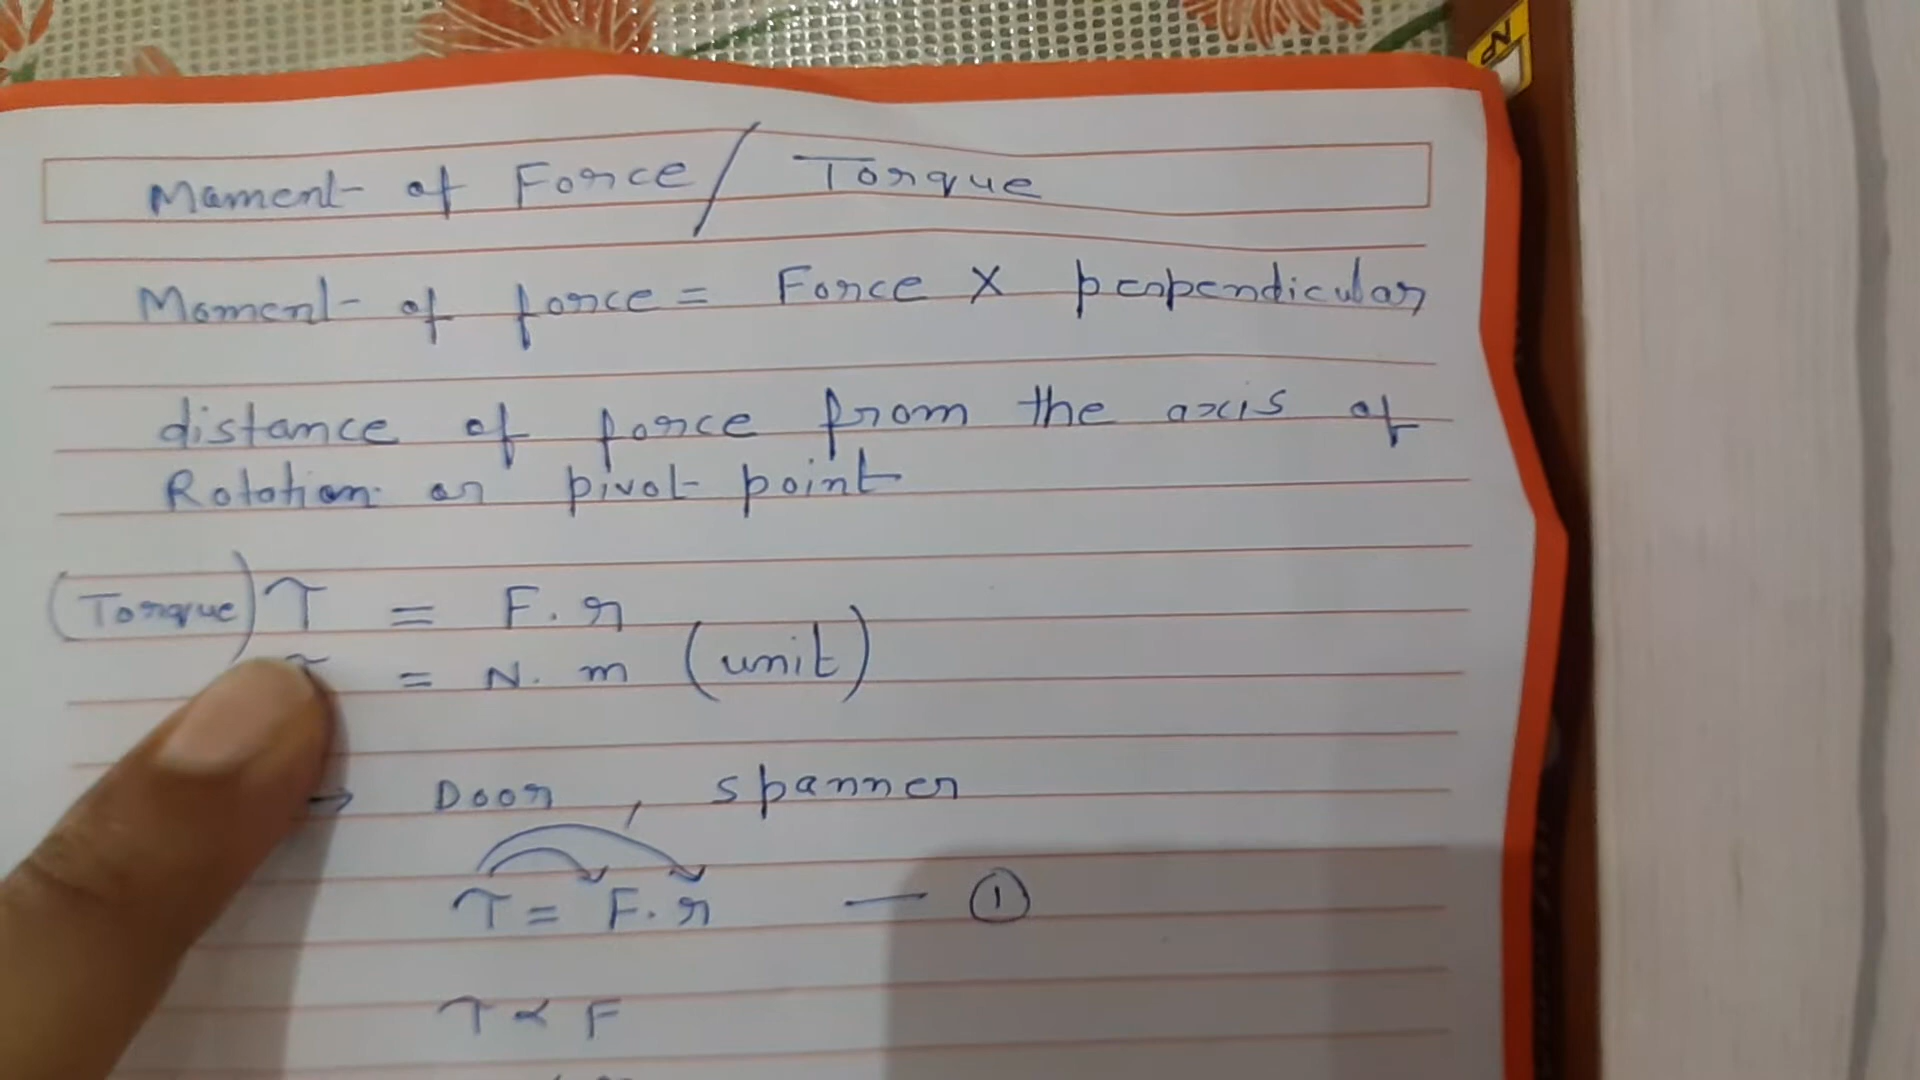 Mament of Force / Torque
Moment of force = Force X perpendicular
distance of force from the axis of
Rotation or pivot point
(Torque) τ = F. r
τ = N. m (unit)
→ Door , spanner
τ = F. r — ①
τ ∝ F